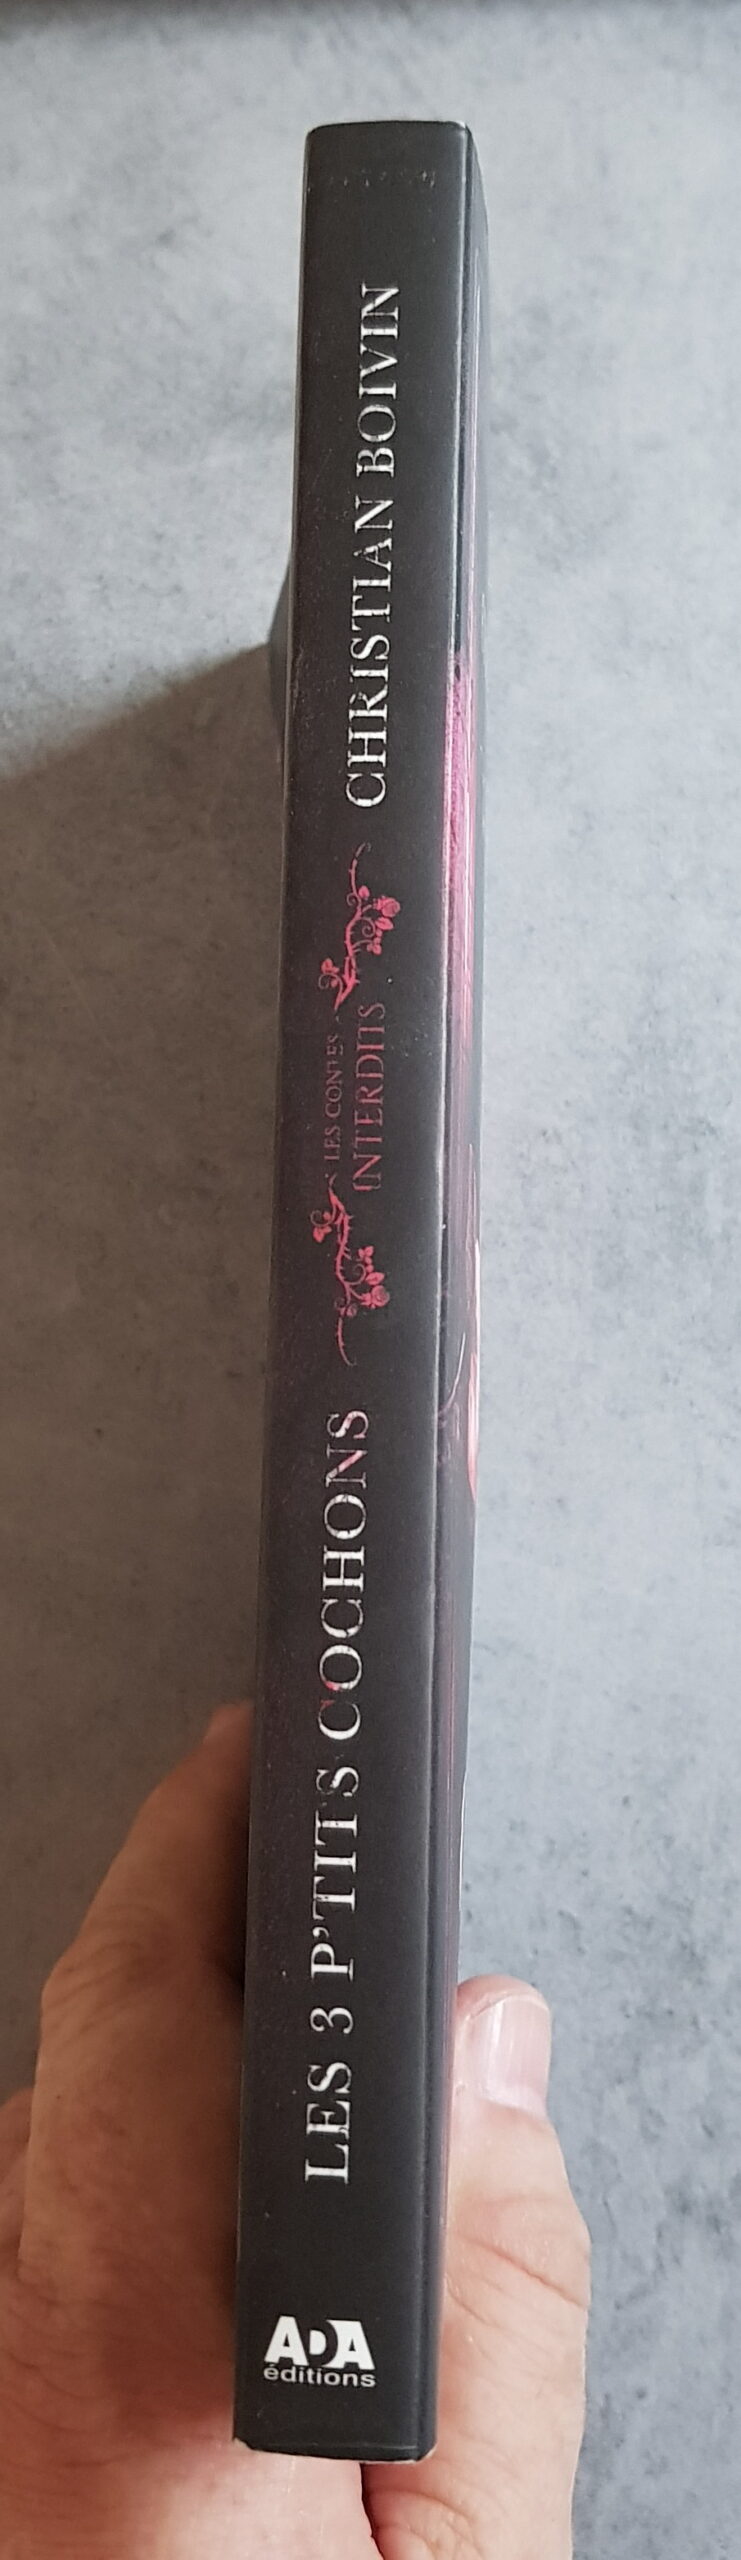 LES 3 P'TITS COCHONS
LES CONTES
INTERDITS
CHRISTIAN BOIVIN
ADA
éditions